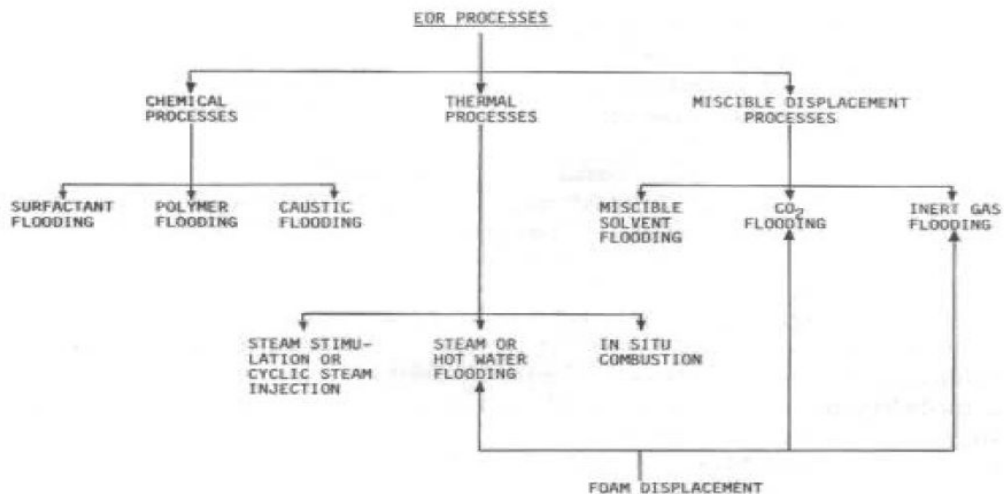 EOR PROCESSES
CHEMICAL
PROCESSES
THERMAL
PROCESSES
MISCIBLE DISPLACEMENT
PROCESSES
SURFACTANT
FLOODING
POLYMER
FLOODING
CAUSTIC
FLOODING
MISCIBLE
SOLVENT
FLOODING
CO₂
FLOODING
INERT GAS
FLOODING
STEAM STIMU-
LATION OR
CYCLIC STEAM
INJECTION
STEAM OR
HOT WATER
FLOODING
IN SITU
COMBUSTION
FOAM DISPLACEMENT